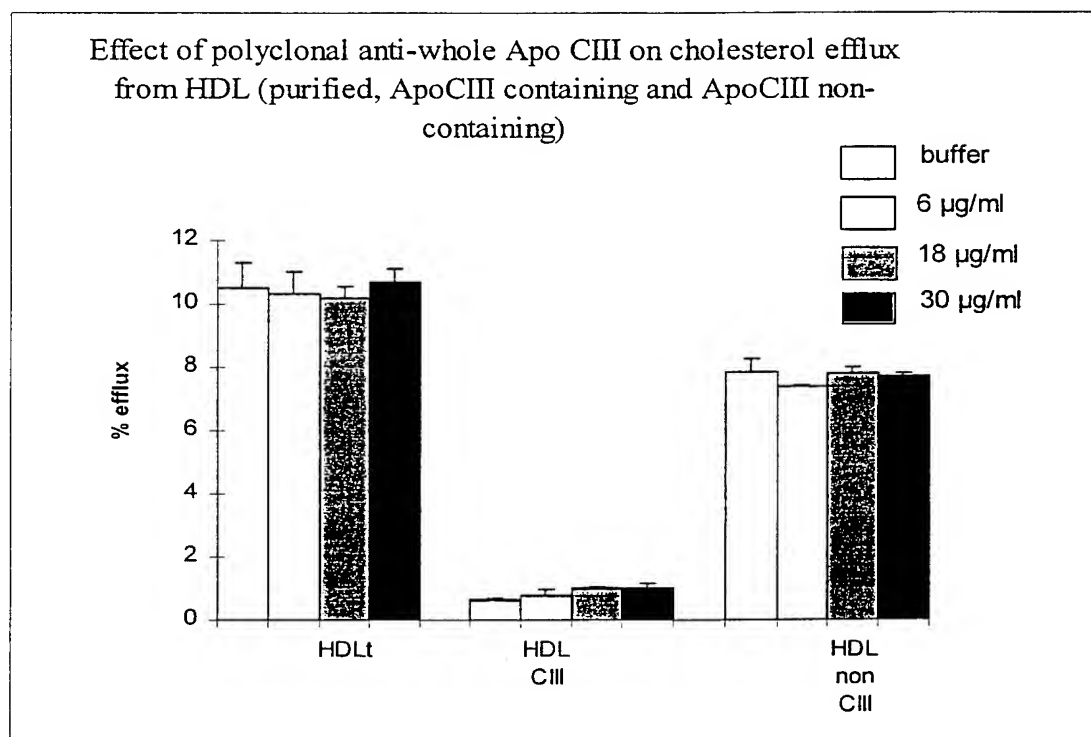 Effect of polyclonal anti-whole Apo CIII on cholesterol efflux
from HDL (purified, ApoCIII containing and ApoCIII non-
containing)
buffer
6 µg/ml
18 µg/ml
30 µg/ml
% efflux
12
10
8
6
4
2
0
HDLt
HDL
CIII
HDL
non
CIII